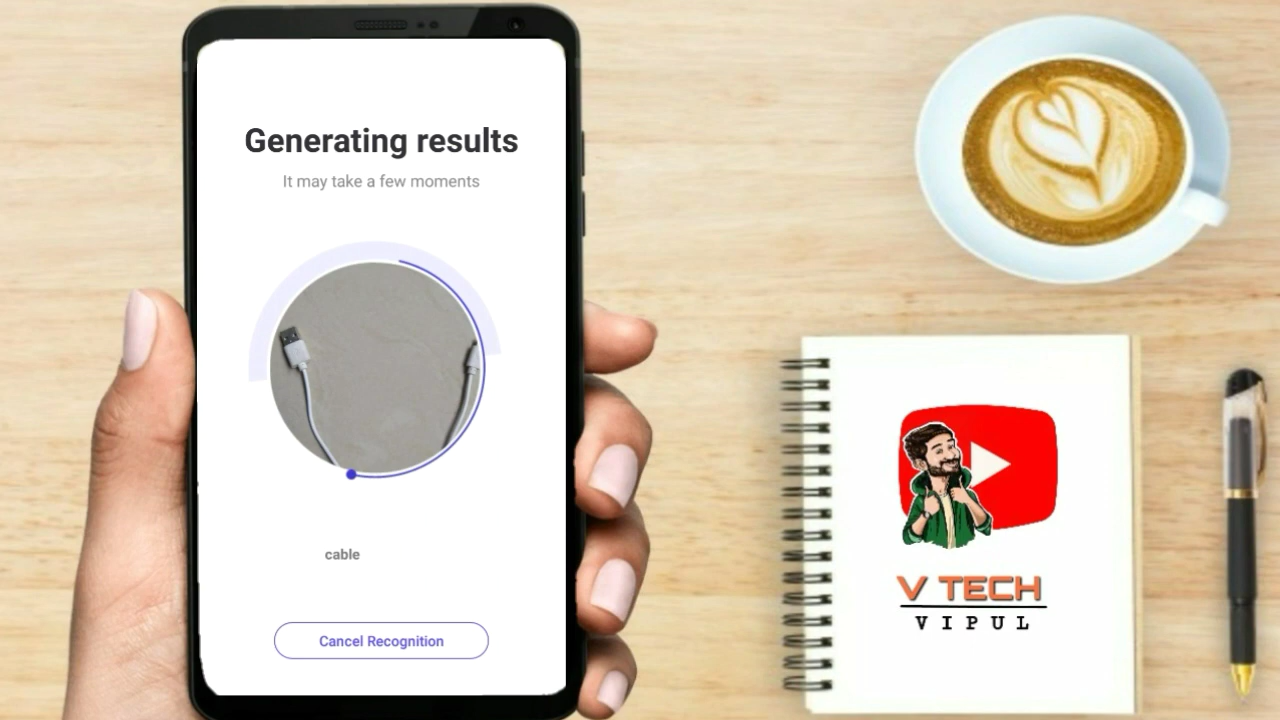 Generating results
It may take a few moments
cable
Cancel Recognition
V TECH
VIPUL